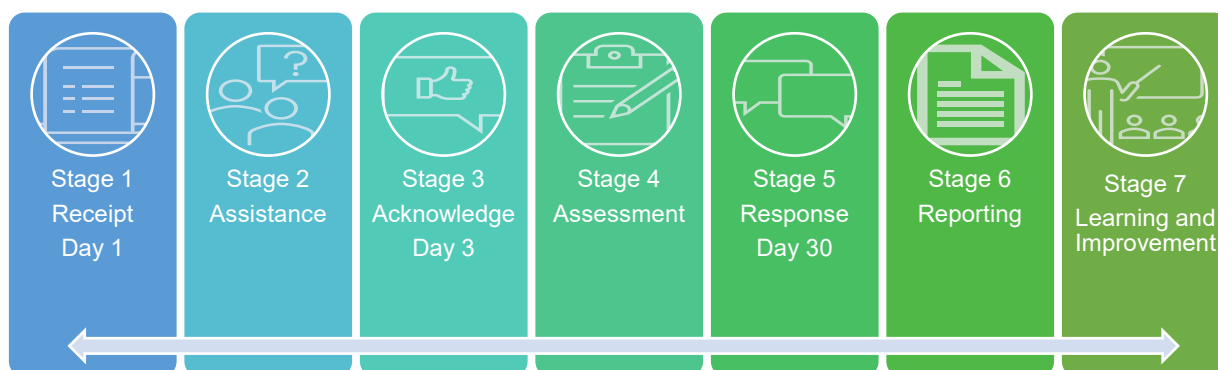 Stage 1
Receipt
Day 1
?
Stage 2
Assistance
Stage 3
Acknowledge
Day 3
Stage 4
Assessment
Stage 5
Response
Day 30
Stage 6
Reporting
Stage 7
Learning and
Improvement